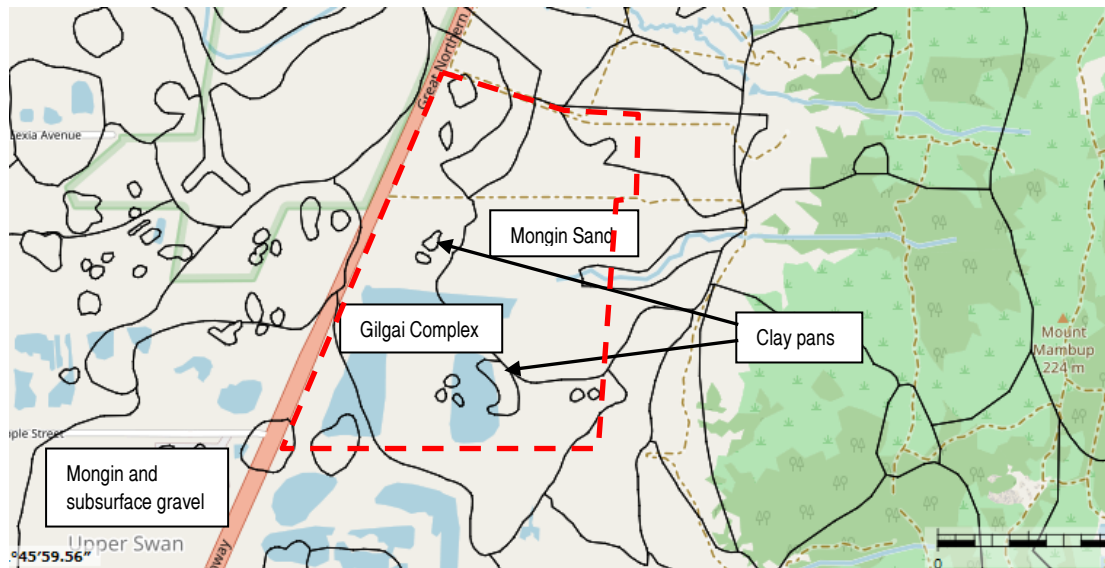 Great Northern
Lexia Avenue
Mongin Sand
Gilgai Complex
Clay pans
Mount
Mambup
224 m
ple Street
Mongin and
subsurface gravel
Upper Swan
°45'59.56"
way
0